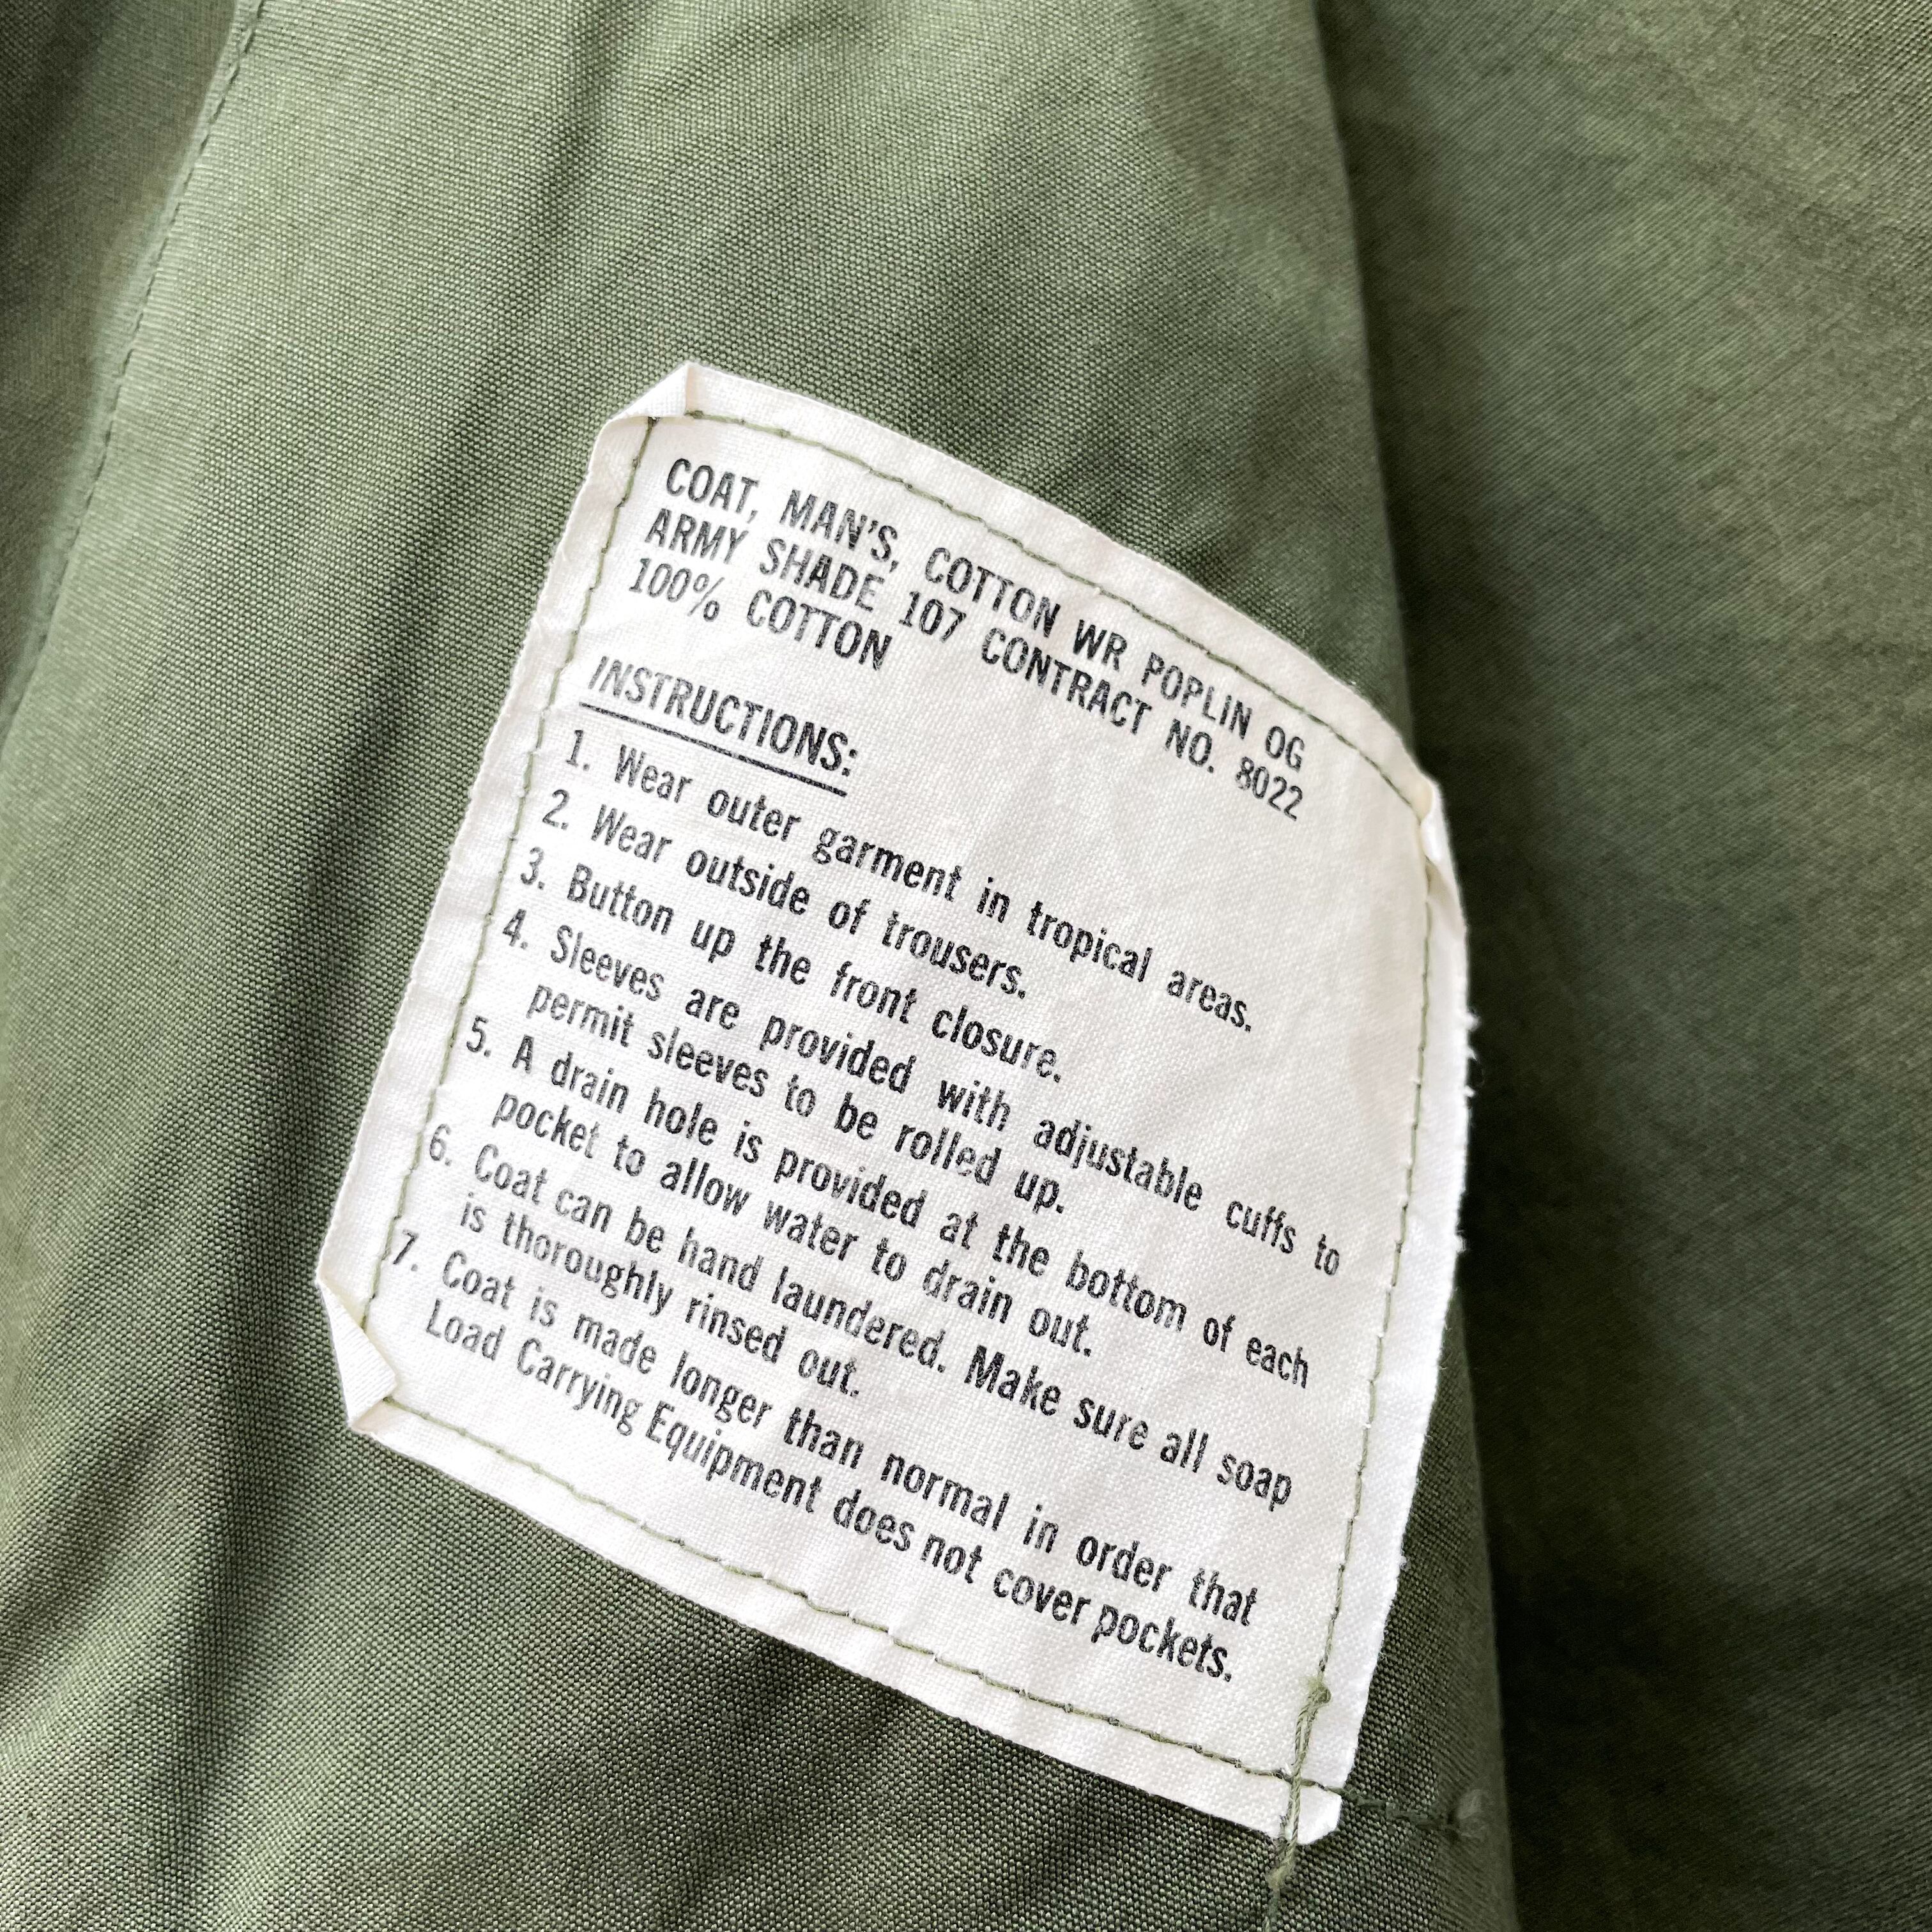 COAT, MAN'S, COTTON WR POPLIN OG
ARMY SHADE 107 CONTRACT NO. 8022
100% COTTON
INSTRUCTIONS:
1. Wear outer garment in tropical areas.
2. Wear outside of trousers.
3. Button up the front closure.
4. Sleeves are provided with adjustable cuffs to
permit sleeves to be rolled up.
5. A drain hole is provided at the bottom of each
pocket to allow water to drain out.
6. Coat can be hand laundered. Make sure all soap
is thoroughly rinsed out.
7. Coat is made longer than normal in order that
Load Carrying Equipment does not cover pockets.